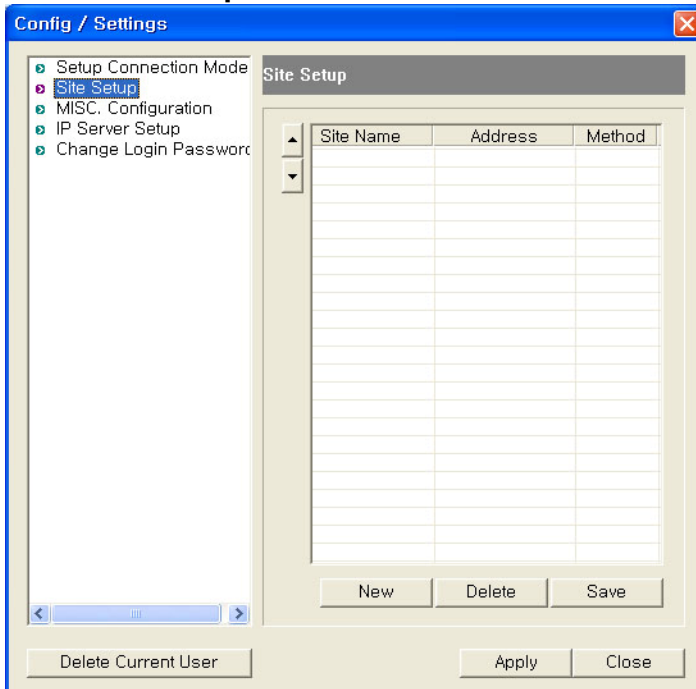 Config / Settings
Setup Connection Mode
Site Setup
MISC. Configuration
IP Server Setup
Change Login Passworc
Site Setup
Site Name Address Method
New Delete Save
Delete Current User Apply Close